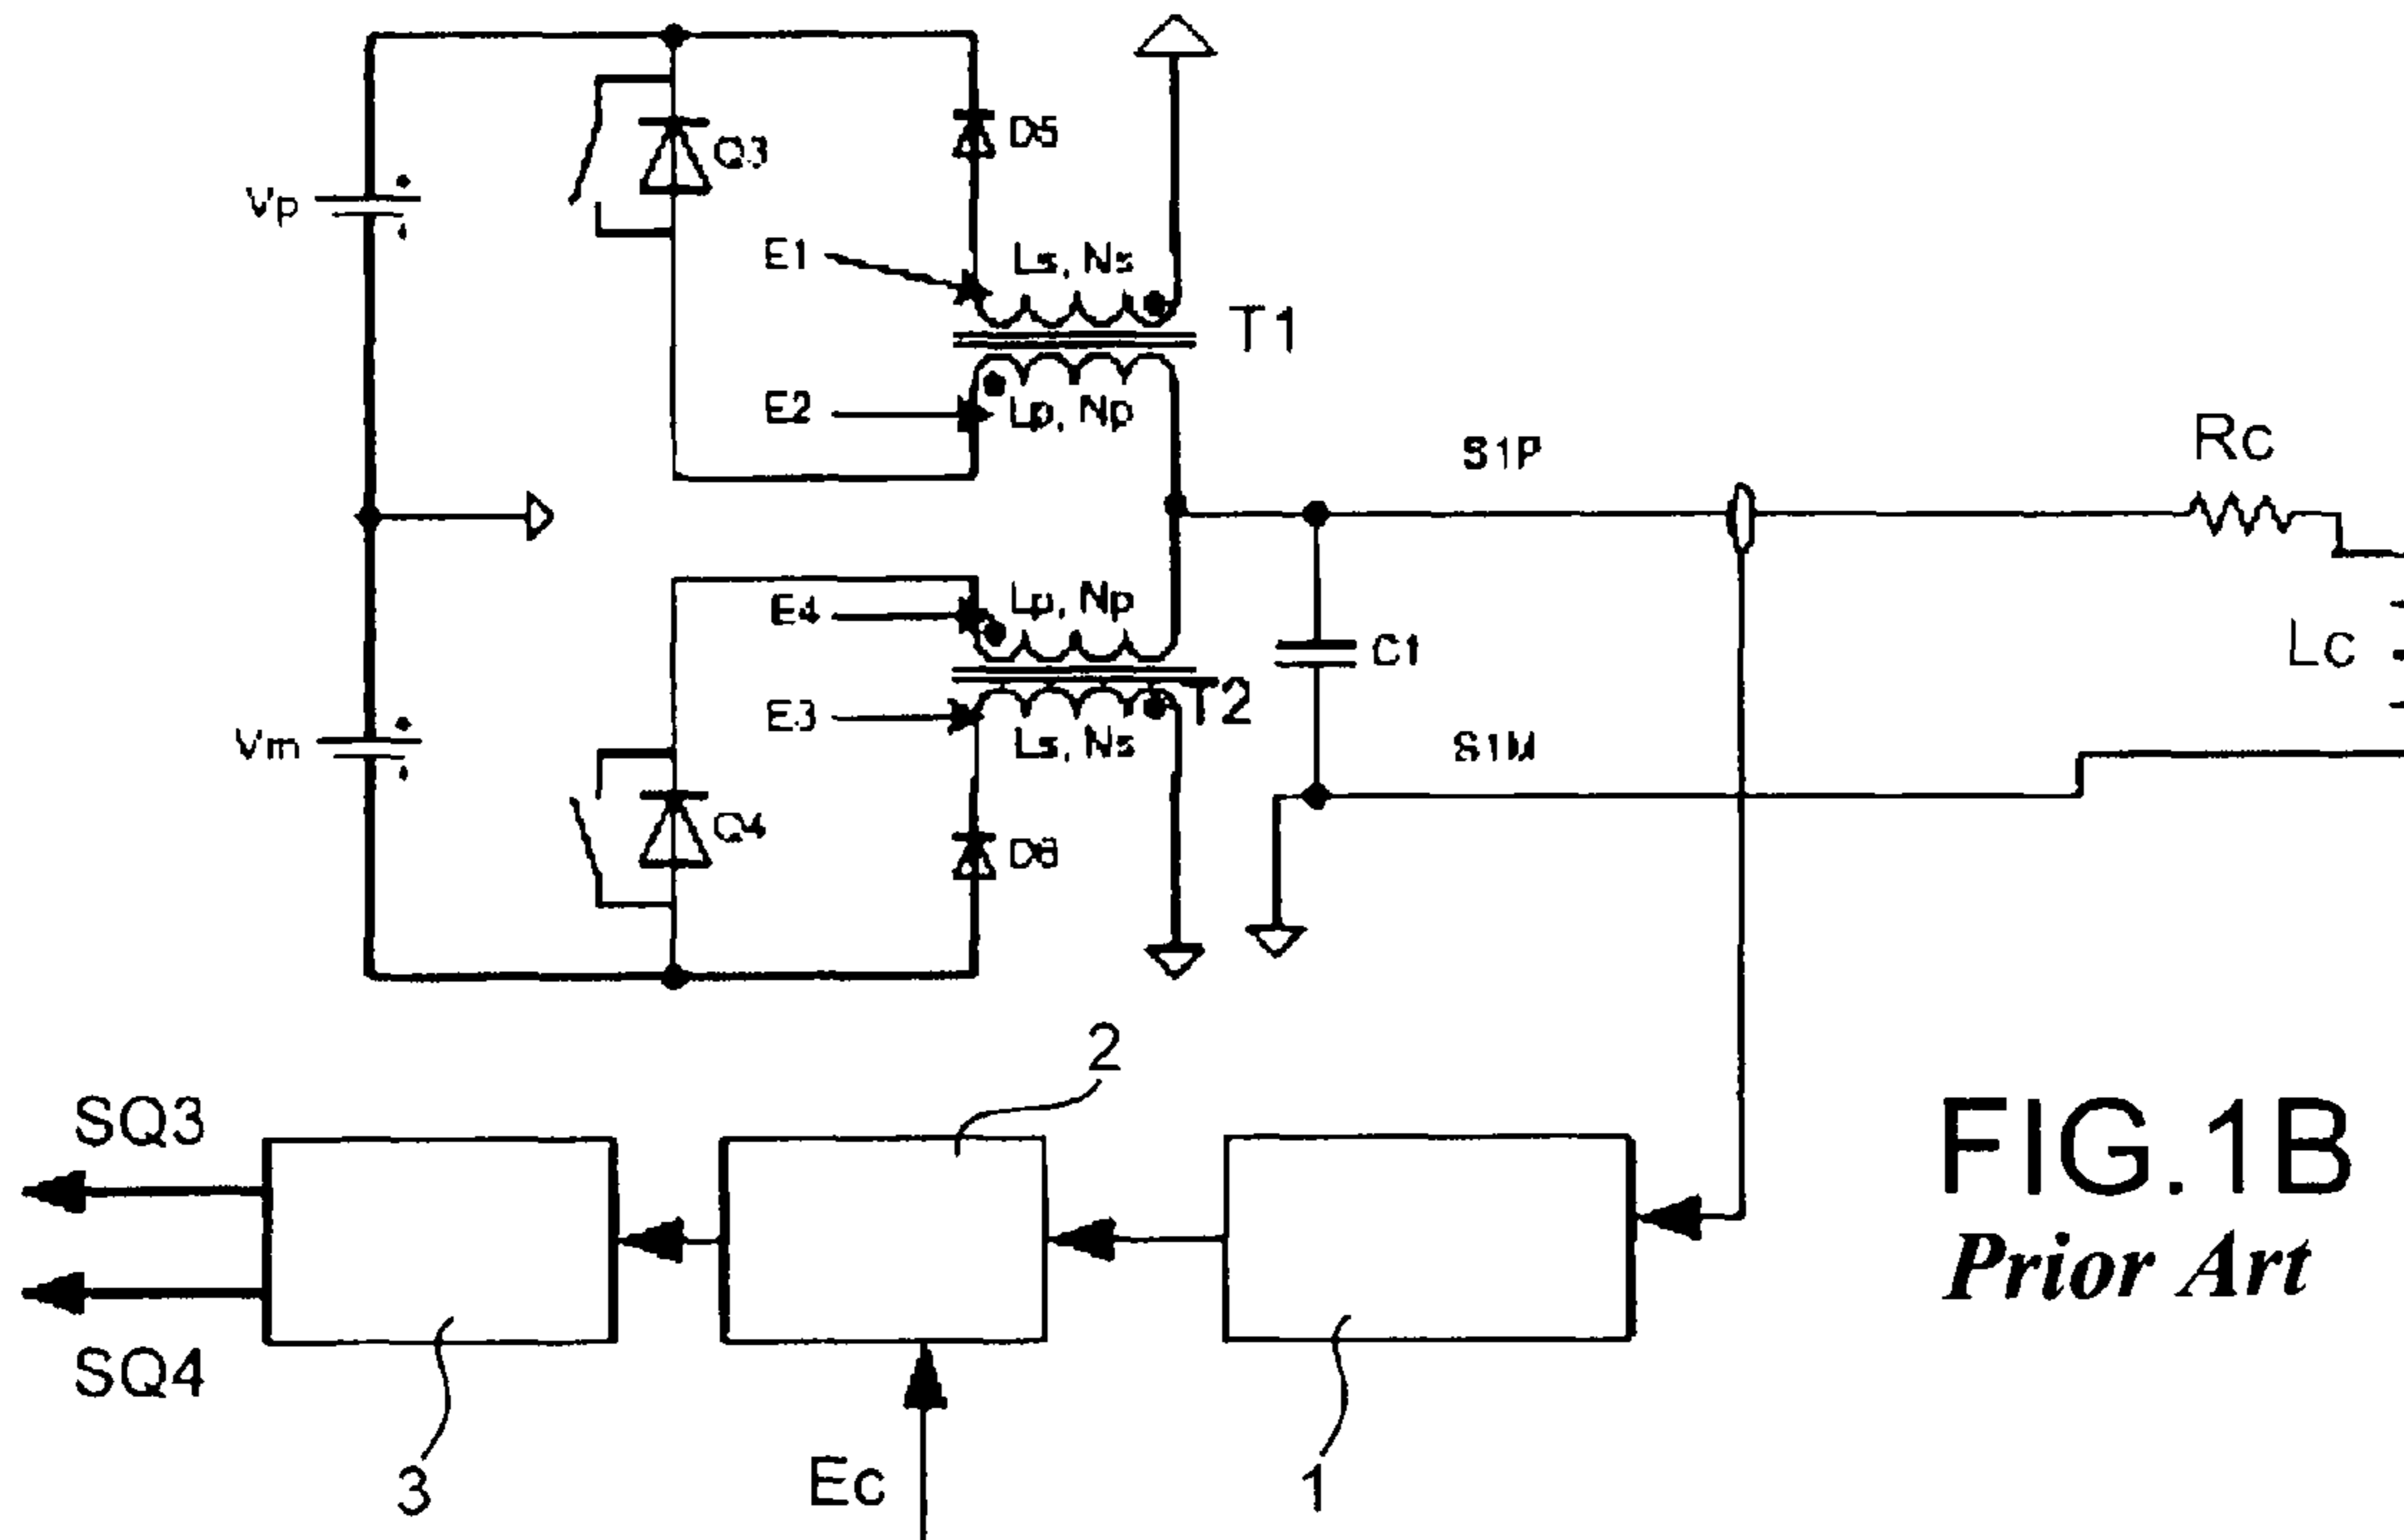 Vp
Q3
D5
E1
Ls, Ns
T1
E2
Lp, Np
S1P
Rc
E4
Lp, Np
C1
Lc
E3
T2
Ls, Ns
Vm
S1M
Q4
D6
2
SQ3
SQ4
3
Ec
1
FIG.1B
Prior Art